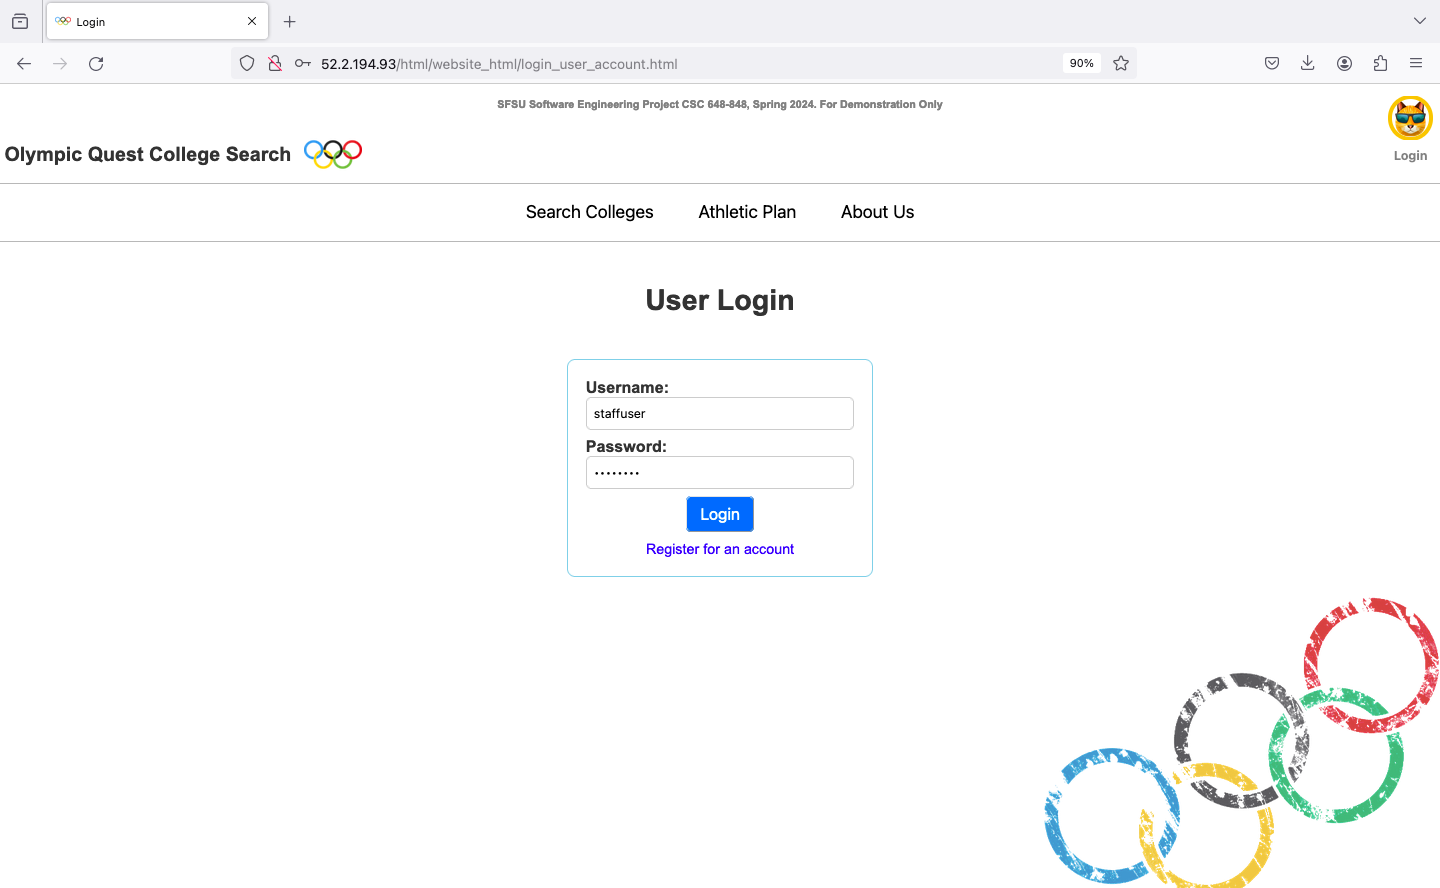 Login
52.2.194.93/html/website_html/login_user_account.html
90%
SFSU Software Engineering Project CSC 648-848, Spring 2024. For Demonstration Only
Olympic Quest College Search
Login
Search Colleges
Athletic Plan
About Us
User Login
Username:
staffuser
Password:
••••••••
Login
Register for an account